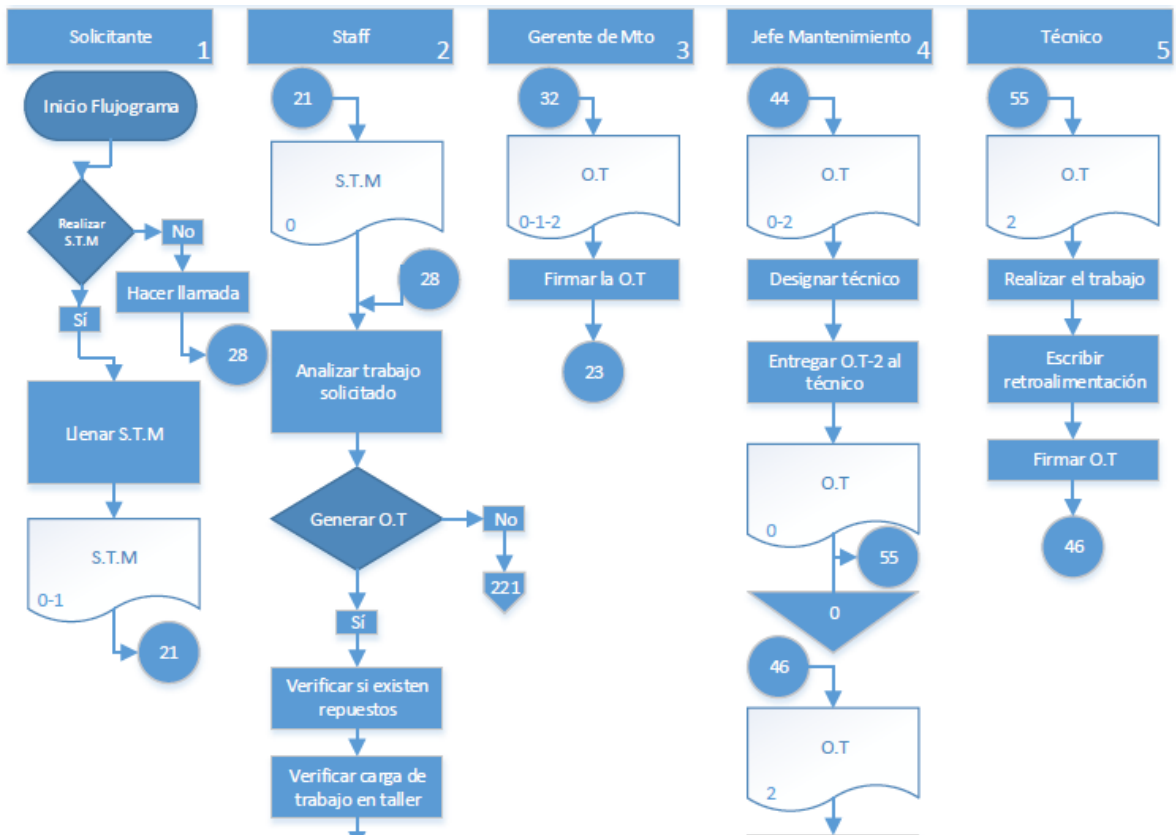 Solicitante 1
Inicio Flujograma
Realizar
S.T.M
No
Hacer llamada
28
Sí
Llenar S.T.M
S.T.M
0-1
21
Staff 2
21
S.T.M
0
28
Analizar trabajo
solicitado
Generar O.T
No
221
Sí
Verificar si existen
repuestos
Verificar carga de
trabajo en taller
Gerente de Mto 3
32
O.T
0-1-2
Firmar la O.T
23
Jefe Mantenimiento 4
44
O.T
0-2
Designar técnico
Entregar O.T-2 al
técnico
O.T
0
55
0
46
O.T
2
Técnico 5
55
O.T
2
Realizar el trabajo
Escribir
retroalimentación
Firmar O.T
46